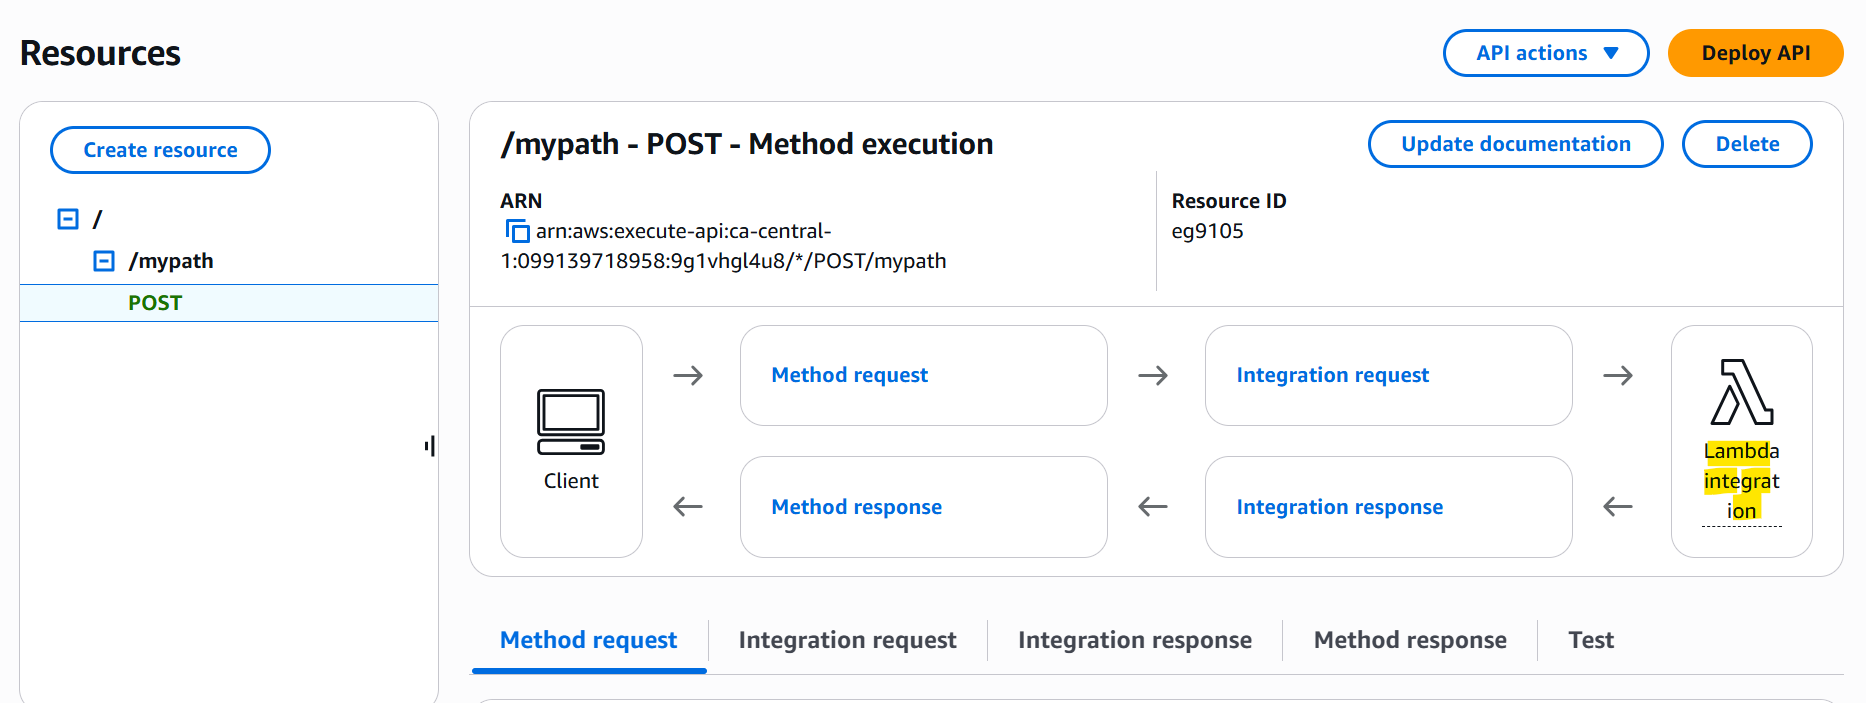 Resources
API actions
Deploy API
Create resource
/
/mypath
POST
/mypath - POST - Method execution
Update documentation
Delete
ARN
arn:aws:execute-api:ca-central-
1:099139718958:9g1vhgl4u8/*/POST/mypath
Resource ID
eg9105
Client
Method request
Integration request
Method response
Integration response
Lambda
integrat
ion
Method request
Integration request
Integration response
Method response
Test